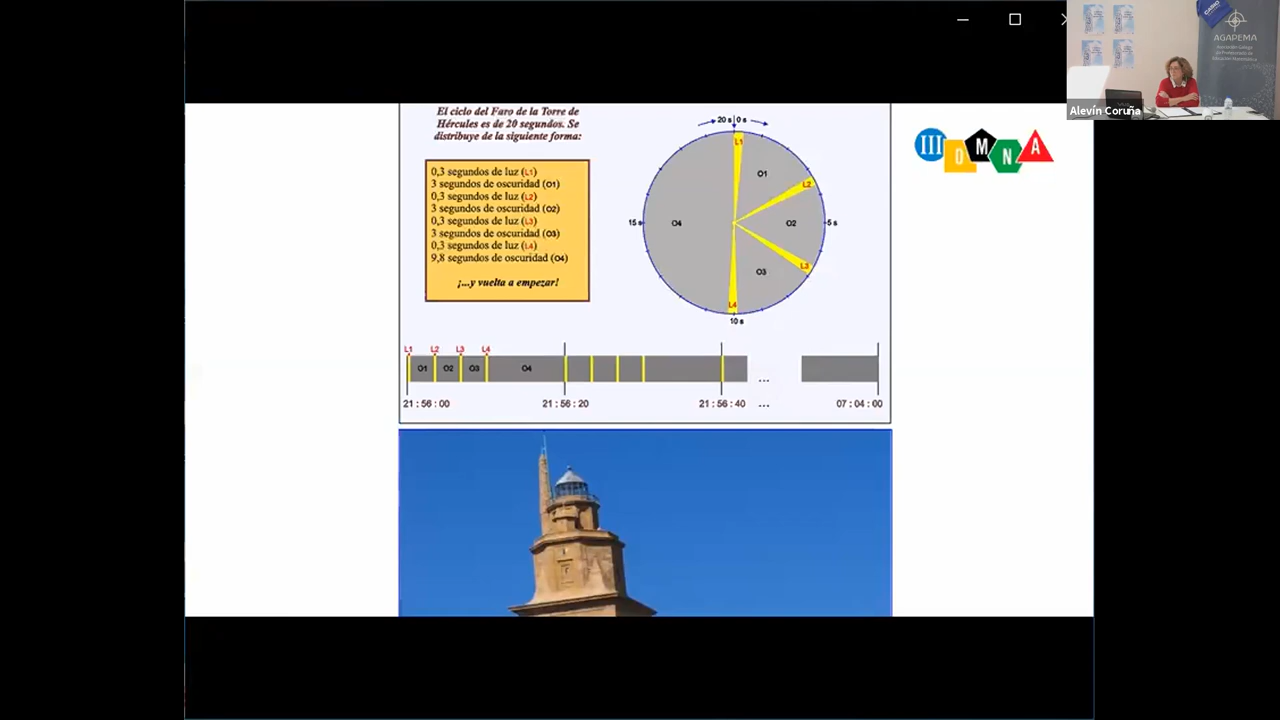 El ciclo del Faro de la Torre de
Hércules es de 20 segundos. Se
distribuye de la siguiente forma:
0,3 segundos de luz (L1)
3 segundos de oscuridad (O1)
0,3 segundos de luz (L2)
3 segundos de oscuridad (O2)
0,3 segundos de luz (L3)
3 segundos de oscuridad (O3)
0,3 segundos de luz (L4)
9,8 segundos de oscuridad (O4)
¡...y vuelta a empezar!
20 s 0 s
L1
O1
L2
15 s
O4
O2
5 s
L3
O3
L4
10 s
L1 L2 L3 L4
O1 O2 O3 O4
...
21 : 56 : 00 21 : 56 : 20 21 : 56 : 40 ... 07 : 04 : 00
III D M N A
CASIO
AGAPEMA
Alevín Coruña